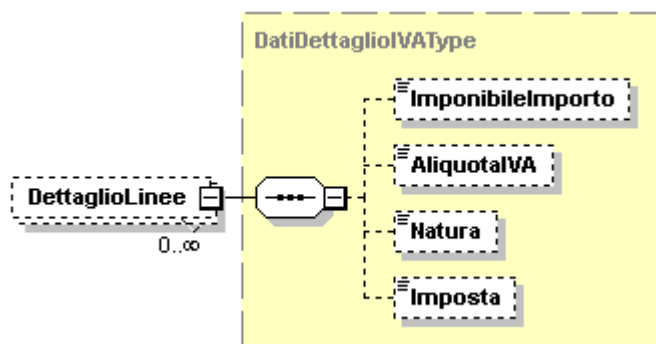 DatiDettaglioIVAType
ImponibileImporto
AliquotaIVA
DettaglioLinee
0..∞
Natura
Imposta